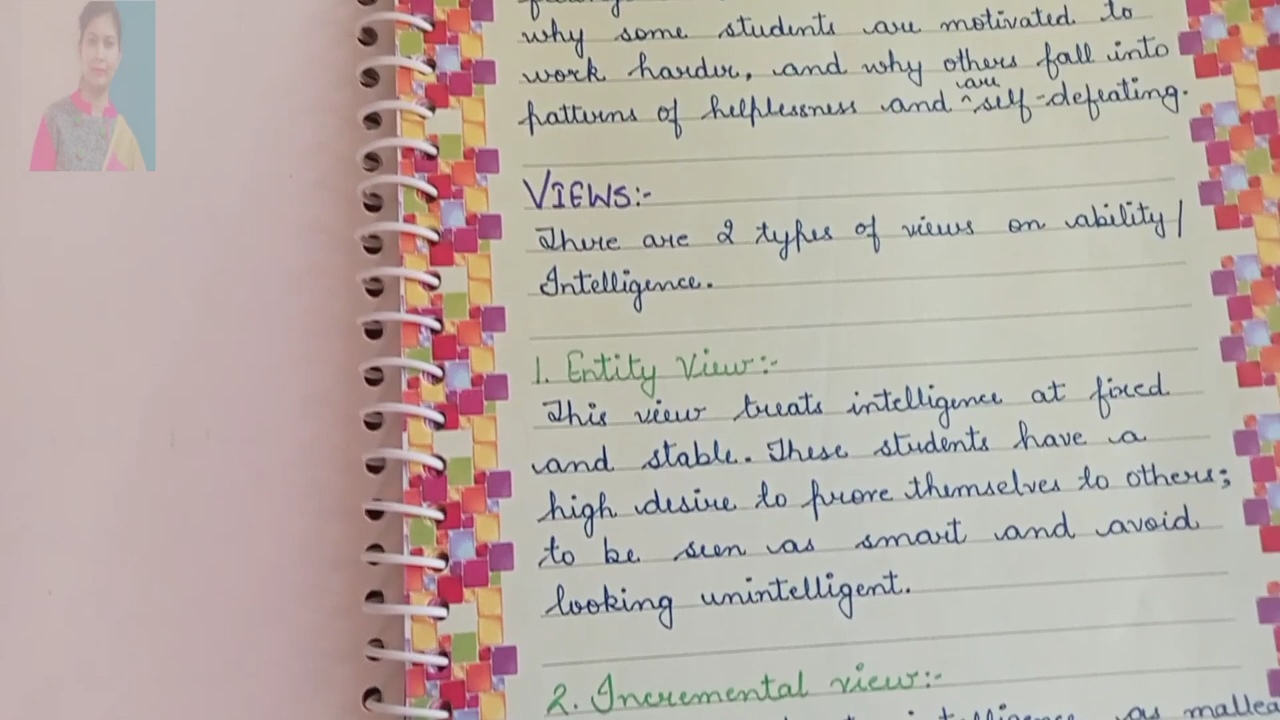 why some students are motivated to
work harder, and why others fall into
are
patterns of helplessness and ^self-defeating.
VIEWS:-
There are 2 types of views on ability/
Intelligence.
1. Entity View:-
This view treats intelligence at fixed
and stable. These students have a
high desire to prove themselves to others;
to be seen as smart and avoid
looking unintelligent.
2. Incremental view:-